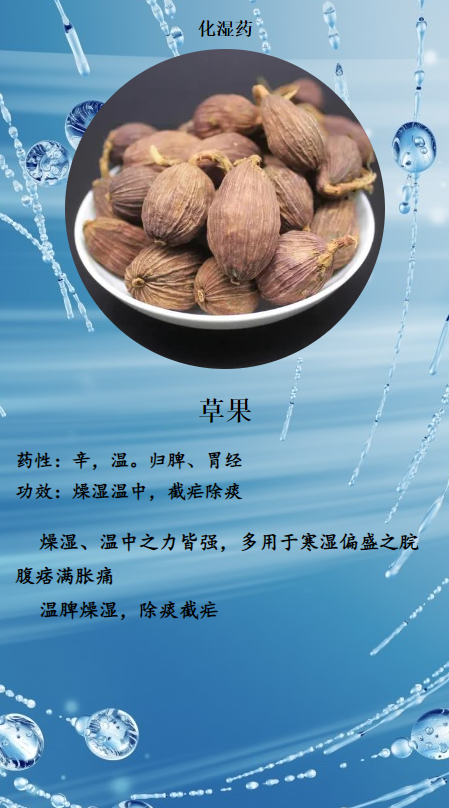 化湿药
草果
药性：辛，温。归脾、胃经
功效：燥湿温中，截疟除痰
燥湿、温中之力皆强，多用于寒湿偏盛之脘
腹痞满胀痛
温脾燥湿，除痰截疟